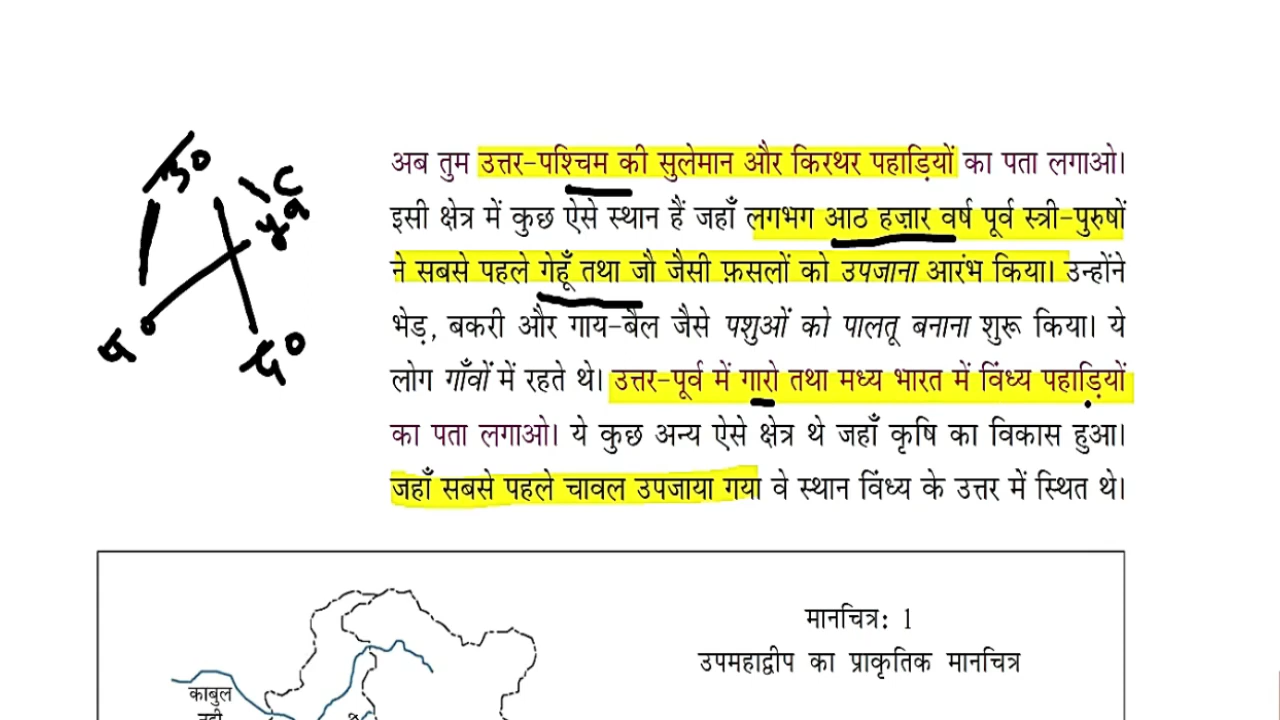 अब तुम उत्तर-पश्चिम की सुलेमान और किरथर पहाड़ियों का पता लगाओ।
इसी क्षेत्र में कुछ ऐसे स्थान हैं जहाँ लगभग आठ हज़ार वर्ष पूर्व स्त्री-पुरुषों
ने सबसे पहले गेहूँ तथा जौ जैसी फ़सलों को उपजाना आरंभ किया। उन्होंने
भेड़, बकरी और गाय-बैल जैसे पशुओं को पालतू बनाना शुरू किया। ये
लोग गाँवों में रहते थे। उत्तर-पूर्व में गारो तथा मध्य भारत में विंध्य पहाड़ियों
का पता लगाओ। ये कुछ अन्य ऐसे क्षेत्र थे जहाँ कृषि का विकास हुआ।
जहाँ सबसे पहले चावल उपजाया गया वे स्थान विंध्य के उत्तर में स्थित थे।
मानचित्र: 1
उपमहाद्वीप का प्राकृतिक मानचित्र
काबुल
नदी